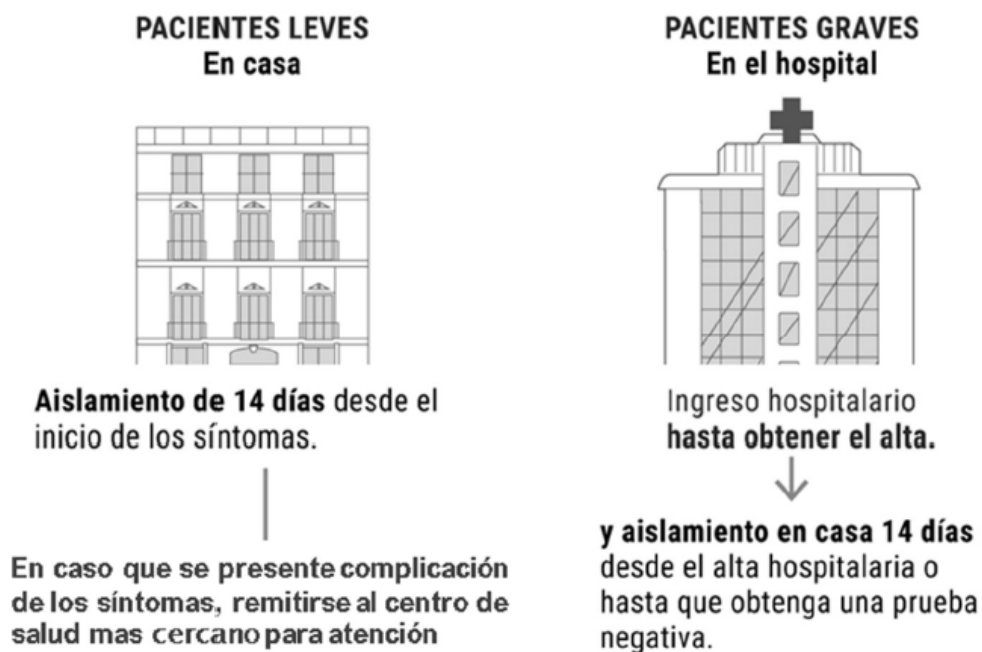 PACIENTES LEVES
En casa
Aislamiento de 14 días desde el
inicio de los síntomas.
En caso que se presente complicación
de los síntomas, remitirse al centro de
salud mas cercano para atención
PACIENTES GRAVES
En el hospital
Ingreso hospitalario
hasta obtener el alta.
y aislamiento en casa 14 días
desde el alta hospitalaria o
hasta que obtenga una prueba
negativa.